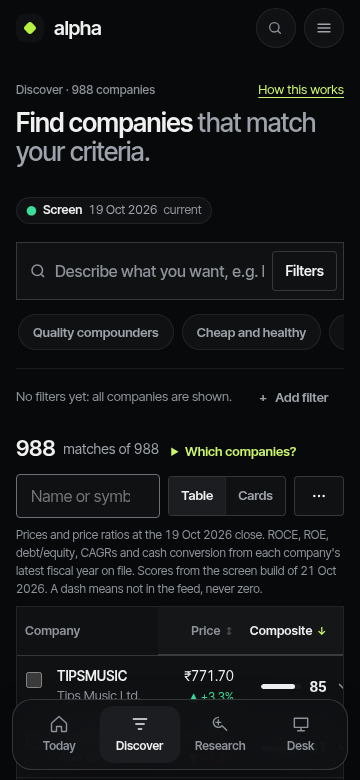 alpha
Discover · 988 companies How this works
Find companies that match
your criteria.
Screen 19 Oct 2026 current
Describe what you want, e.g. Filters
Quality compounders Cheap and healthy
No filters yet: all companies are shown. + Add filter
988 matches of 988 ▶ Which companies?
Name or symb Table Cards ···
Prices and price ratios at the 19 Oct 2026 close. ROCE, ROE,
debt/equity, CAGRs and cash conversion from each company's
latest fiscal year on file. Scores from the screen build of 21 Oct
2026. A dash means not in the feed, never zero.
Company Price ↕ Composite ↓
TIPSMUSIC ₹771.70 85
Tips Music Ltd ▲ +3.3%
Today Discover Research Desk